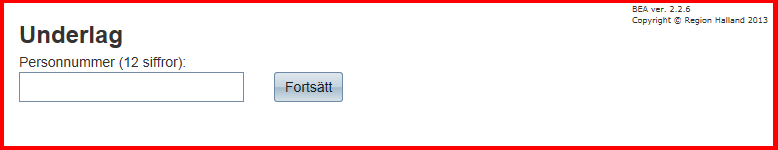 BEA ver. 2.2.6
Copyright © Region Halland 2013
Underlag
Personnummer (12 siffror):
Fortsätt